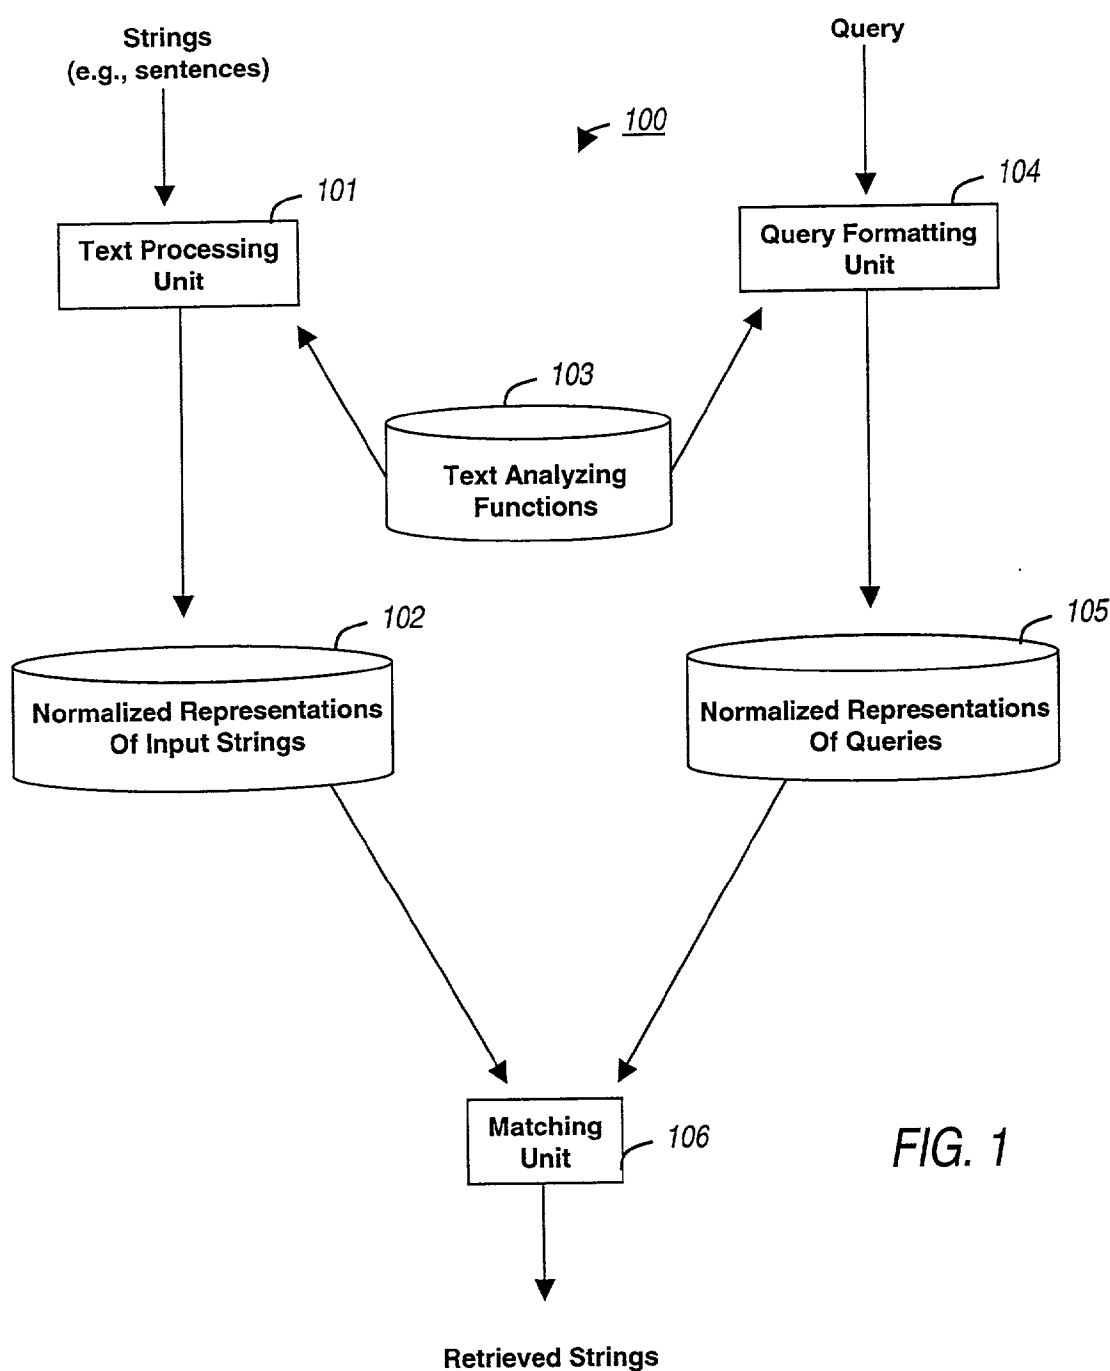 Strings
(e.g., sentences)
Query
100
101
104
Text Processing
Unit
Query Formatting
Unit
103
Text Analyzing
Functions
102
105
Normalized Representations
Of Input Strings
Normalized Representations
Of Queries
Matching
Unit
106
FIG. 1
Retrieved Strings